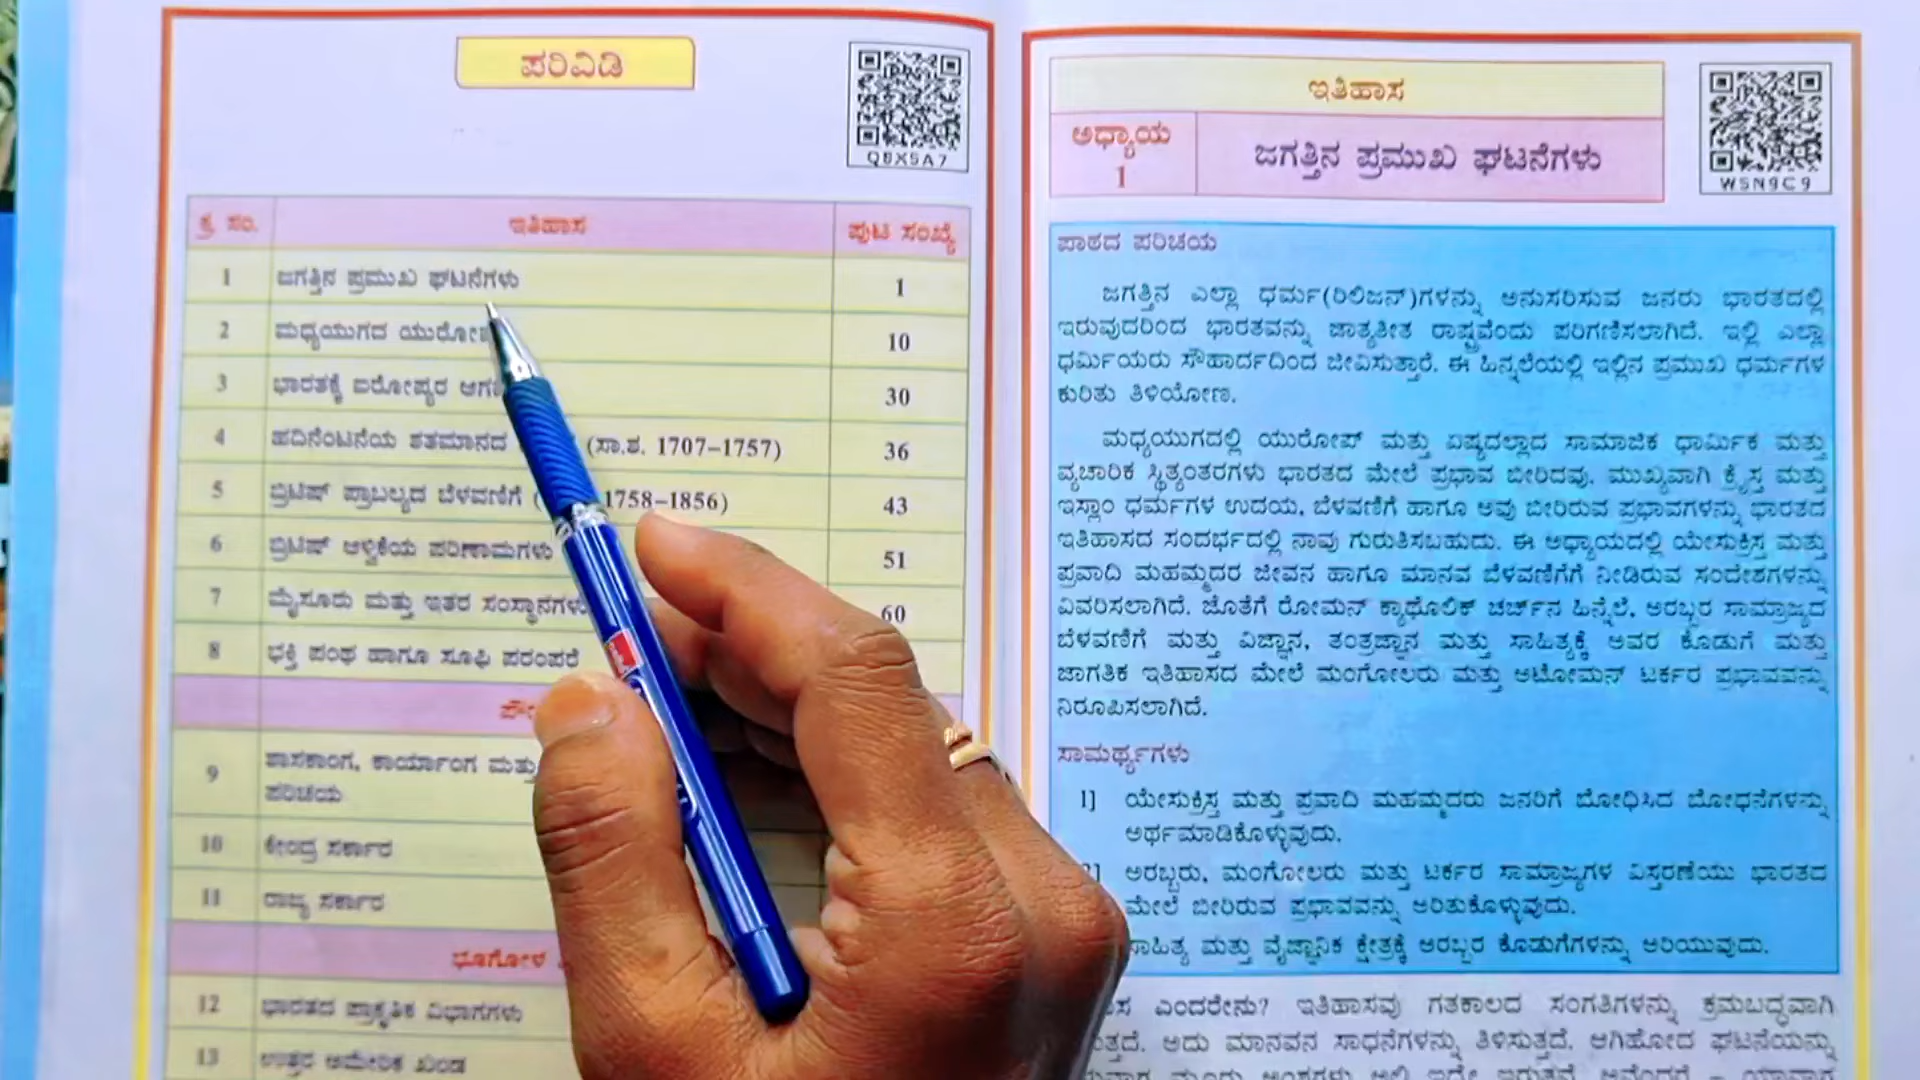 ಪರಿವಿಡಿ
Q8X5A7
ಕ್ರ. ಸಂ. ಇತಿಹಾಸ ಪುಟ ಸಂಖ್ಯೆ
1 ಜಗತ್ತಿನ ಪ್ರಮುಖ ಘಟನೆಗಳು 1
2 ಮಧ್ಯಯುಗದ 10
3 ಭಾರತಕ್ಕೆ ಐರೋಪ್ಯರ 30
4 ಹದಿನೆಂಟನೆಯ ಶತಮಾನದ (ಸಾ.ಶ. 1707–1757) 36
5 ಬ್ರಿಟಿಷ್ ಪ್ರಾಬಲ್ಯದ ಬೆಳವಣಿಗೆ ( 1758–1856) 43
6 ಬ್ರಿಟಿಷ್ ಆಳ್ವಿಕೆಯ ಪರಿಣಾಮಗಳು 51
7 ಮೈಸೂರು ಮತ್ತು ಇತರ ಸಂಸ್ಥಾನಗಳು 60
8 ಭಕ್ತಿ ಪಂಥ ಹಾಗೂ ಸೂಫಿ ಪರಂಪರೆ
9 ಶಾಸಕಾಂಗ, ಕಾರ್ಯಾಂಗ ಮತ್ತು
ಪರಿಚಯ
10 ಕೇಂದ್ರ ಸರ್ಕಾರ
11 ರಾಜ್ಯ ಸರ್ಕಾರ
ಭೂಗೋಳ
12 ಭಾರತದ ಪ್ರಾಕೃತಿಕ ವಿಭಾಗಗಳು
13 ಉತ್ತರ ಅಮೇರಿಕ ಖಂಡ
ಇತಿಹಾಸ
ಅಧ್ಯಾಯ
1
ಜಗತ್ತಿನ ಪ್ರಮುಖ ಘಟನೆಗಳು
W5N9C9
ಪಾಠದ ಪರಿಚಯ
ಜಗತ್ತಿನ ಎಲ್ಲಾ ಧರ್ಮ(ರಿಲಿಜನ್)ಗಳನ್ನು ಅನುಸರಿಸುವ ಜನರು ಭಾರತದಲ್ಲಿ
ಇರುವುದರಿಂದ ಭಾರತವನ್ನು ಜಾತ್ಯತೀತ ರಾಷ್ಟ್ರವೆಂದು ಪರಿಗಣಿಸಲಾಗಿದೆ. ಇಲ್ಲಿ ಎಲ್ಲಾ
ಧರ್ಮಿಯರು ಸೌಹಾರ್ದದಿಂದ ಜೀವಿಸುತ್ತಾರೆ. ಈ ಹಿನ್ನಲೆಯಲ್ಲಿ ಇಲ್ಲಿನ ಪ್ರಮುಖ ಧರ್ಮಗಳ
ಕುರಿತು ತಿಳಿಯೋಣ.
ಮಧ್ಯಯುಗದಲ್ಲಿ ಯುರೋಪ್ ಮತ್ತು ಏಷ್ಯದಲ್ಲಾದ ಸಾಮಾಜಿಕ ಧಾರ್ಮಿಕ ಮತ್ತು
ವೈಚಾರಿಕ ಸ್ಥಿತ್ಯಂತರಗಳು ಭಾರತದ ಮೇಲೆ ಪ್ರಭಾವ ಬೀರಿದವು. ಮುಖ್ಯವಾಗಿ ಕ್ರೈಸ್ತ ಮತ್ತು
ಇಸ್ಲಾಂ ಧರ್ಮಗಳ ಉದಯ, ಬೆಳವಣಿಗೆ ಹಾಗೂ ಅವು ಬೀರಿರುವ ಪ್ರಭಾವಗಳನ್ನು ಭಾರತದ
ಇತಿಹಾಸದ ಸಂದರ್ಭದಲ್ಲಿ ನಾವು ಗುರುತಿಸಬಹುದು. ಈ ಅಧ್ಯಾಯದಲ್ಲಿ ಯೇಸುಕ್ರಿಸ್ತ ಮತ್ತು
ಪ್ರವಾದಿ ಮಹಮ್ಮದರ ಜೀವನ ಹಾಗೂ ಮಾನವ ಬೆಳವಣಿಗೆಗೆ ನೀಡಿರುವ ಸಂದೇಶಗಳನ್ನು
ವಿವರಿಸಲಾಗಿದೆ. ಜೊತೆಗೆ ರೋಮನ್ ಕ್ಯಾಥೊಲಿಕ್ ಚರ್ಚ್‌ನ ಹಿನ್ನೆಲೆ, ಅರಬ್ಬರ ಸಾಮ್ರಾಜ್ಯದ
ಬೆಳವಣಿಗೆ ಮತ್ತು ವಿಜ್ಞಾನ, ತಂತ್ರಜ್ಞಾನ ಮತ್ತು ಸಾಹಿತ್ಯಕ್ಕೆ ಅವರ ಕೊಡುಗೆ ಮತ್ತು
ಜಾಗತಿಕ ಇತಿಹಾಸದ ಮೇಲೆ ಮಂಗೋಲರು ಮತ್ತು ಆಟೋಮನ್ ಟರ್ಕರ ಪ್ರಭಾವವನ್ನು
ನಿರೂಪಿಸಲಾಗಿದೆ.
ಸಾಮರ್ಥ್ಯಗಳು
1] ಯೇಸುಕ್ರಿಸ್ತ ಮತ್ತು ಪ್ರವಾದಿ ಮಹಮ್ಮದರು ಜನರಿಗೆ ಬೋಧಿಸಿದ ಬೋಧನೆಗಳನ್ನು
ಅರ್ಥಮಾಡಿಕೊಳ್ಳುವುದು.
ಅರಬ್ಬರು, ಮಂಗೋಲರು ಮತ್ತು ಟರ್ಕರ ಸಾಮ್ರಾಜ್ಯಗಳ ವಿಸ್ತರಣೆಯು ಭಾರತದ
ಮೇಲೆ ಬೀರಿರುವ ಪ್ರಭಾವವನ್ನು ಅರಿತುಕೊಳ್ಳುವುದು.
ಸಾಹಿತ್ಯ ಮತ್ತು ವೈಜ್ಞಾನಿಕ ಕ್ಷೇತ್ರಕ್ಕೆ ಅರಬ್ಬರ ಕೊಡುಗೆಗಳನ್ನು ಅರಿಯುವುದು.
ಎಂದರೇನು? ಇತಿಹಾಸವು ಗತಕಾಲದ ಸಂಗತಿಗಳನ್ನು ಕ್ರಮಬದ್ಧವಾಗಿ
ಅದು ಮಾನವನ ಸಾಧನೆಗಳನ್ನು ತಿಳಿಸುತ್ತದೆ. ಆಗಿಹೋದ ಘಟನೆಯನ್ನು